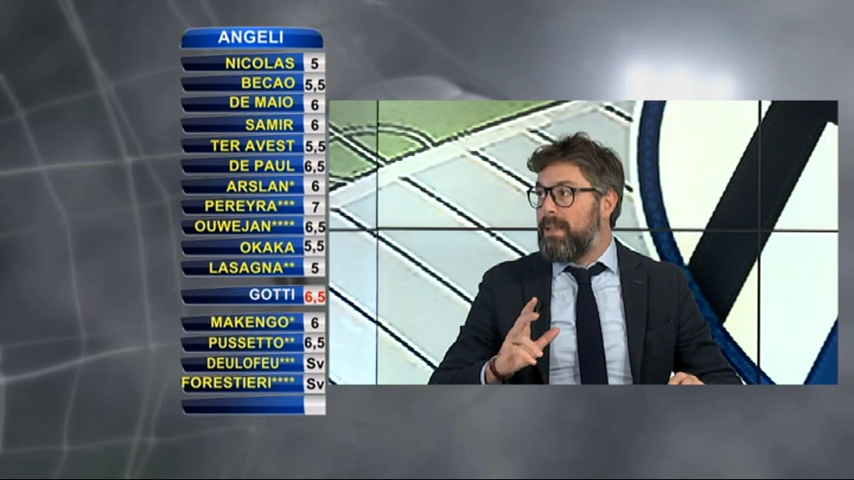 ANGELI
NICOLAS 5
BECAO 5,5
DE MAIO 6
SAMIR 6
TER AVEST 5,5
DE PAUL 6,5
ARSLAN* 6
PEREYRA*** 7
OUWEJAN**** 6,5
OKAKA 5,5
LASAGNA** 5
GOTTI 6,5
MAKENGO* 6
PUSSETTO** 6,5
DEULOFEU*** Sv
FORESTIERI**** Sv